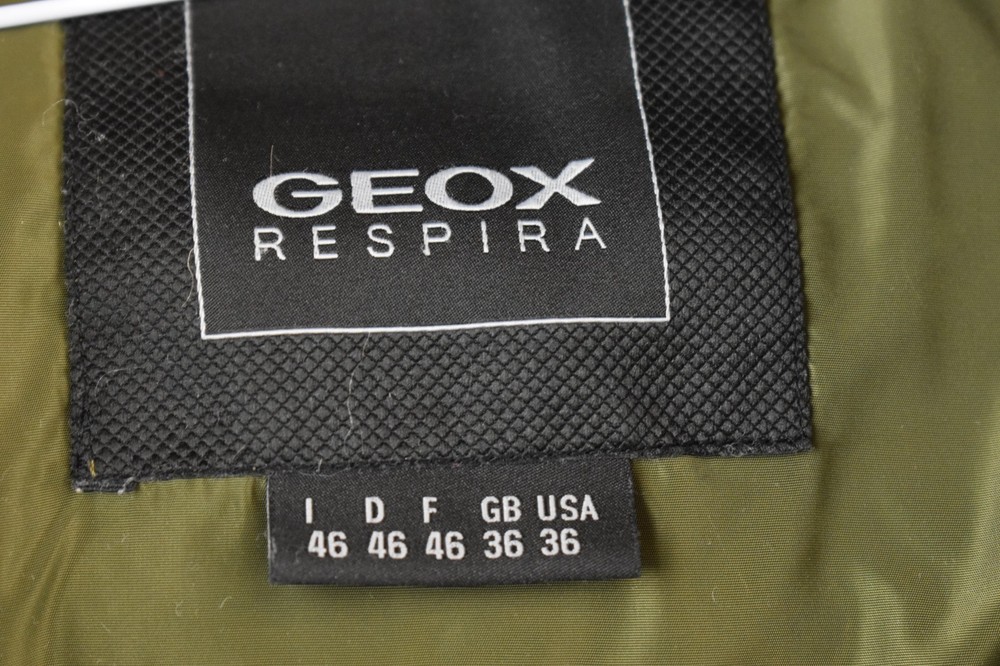 GEOX
RESPIRA
I D F GB USA
46 46 46 36 36